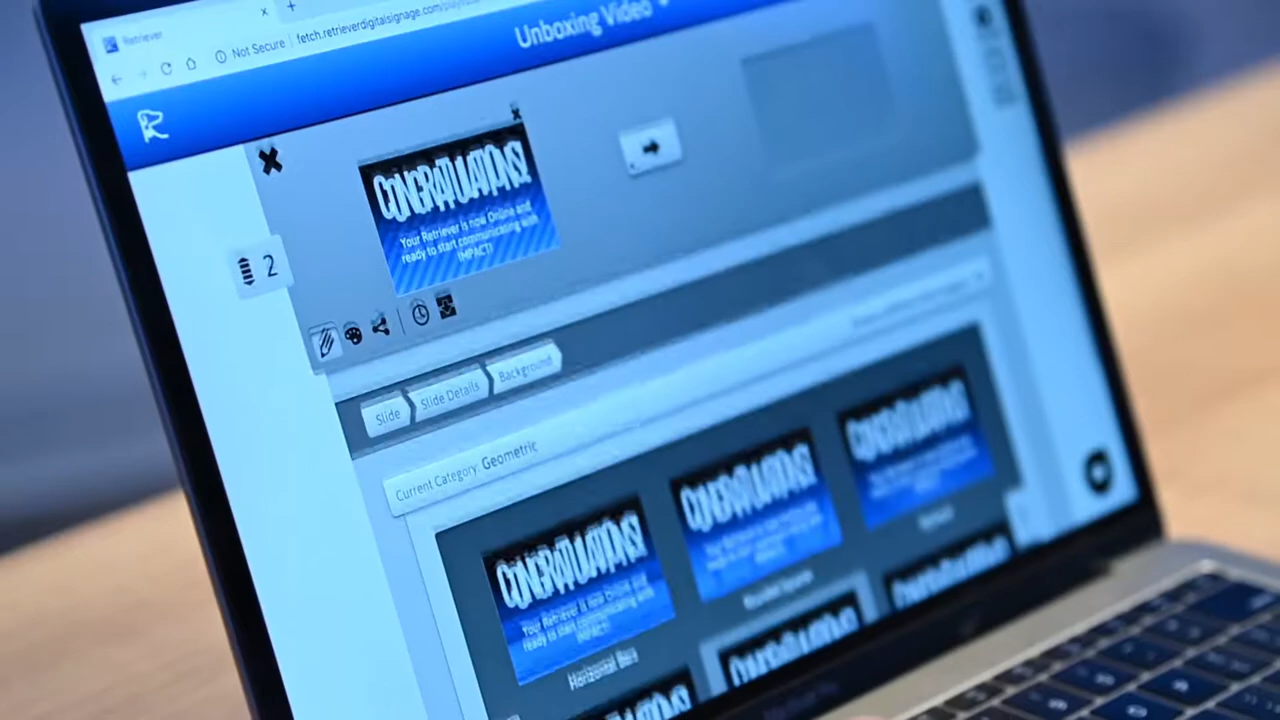 Retriever
Not Secure | fetch.retrieverdigitalsignage.com/
Unboxing Video
R
CONGRATULATIONS!
Your Retriever is now Online and
ready to start communicating with
IMPACT!
2
Slide
Slide Details
Background
Current Category: Geometric
CONGRATULATIONS!
Your Retriever is now Online and
ready to start communicating with
IMPACT!
Horizontal Bars
CONGRATULATIONS!
CONGRATULATIONS!